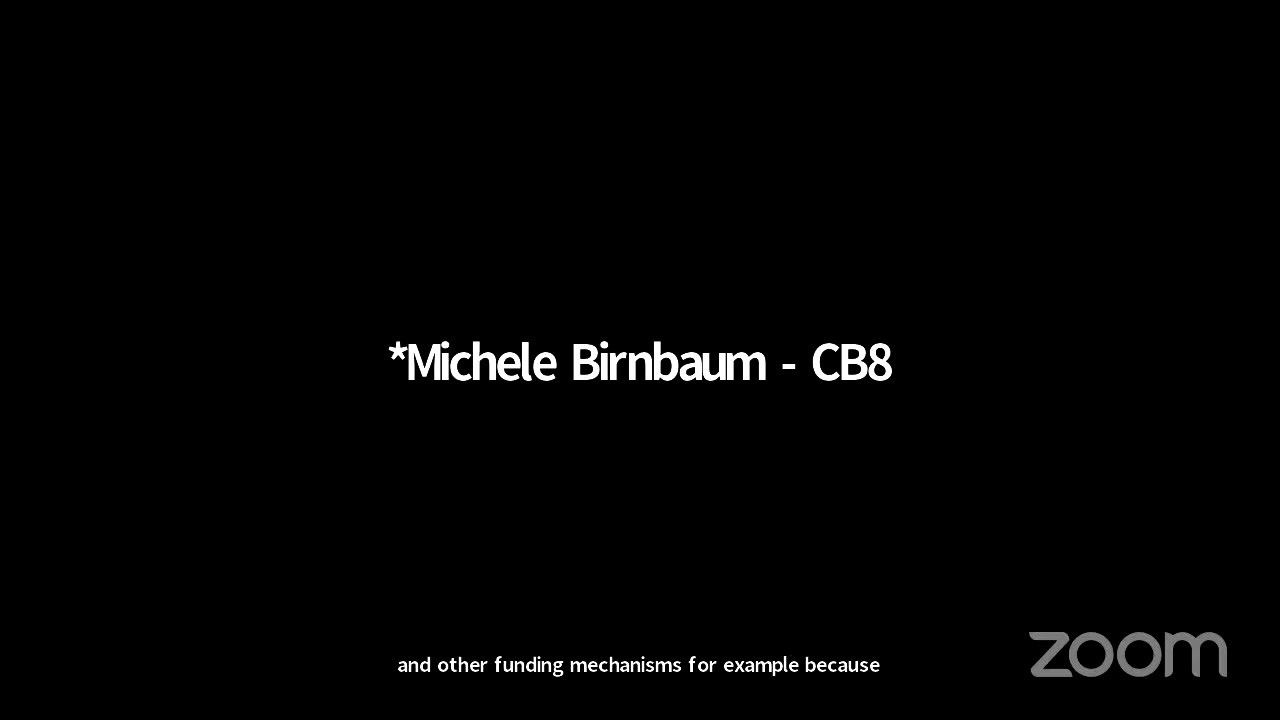 *Michele Birnbaum - CB8
and other funding mechanisms for example because
zoom